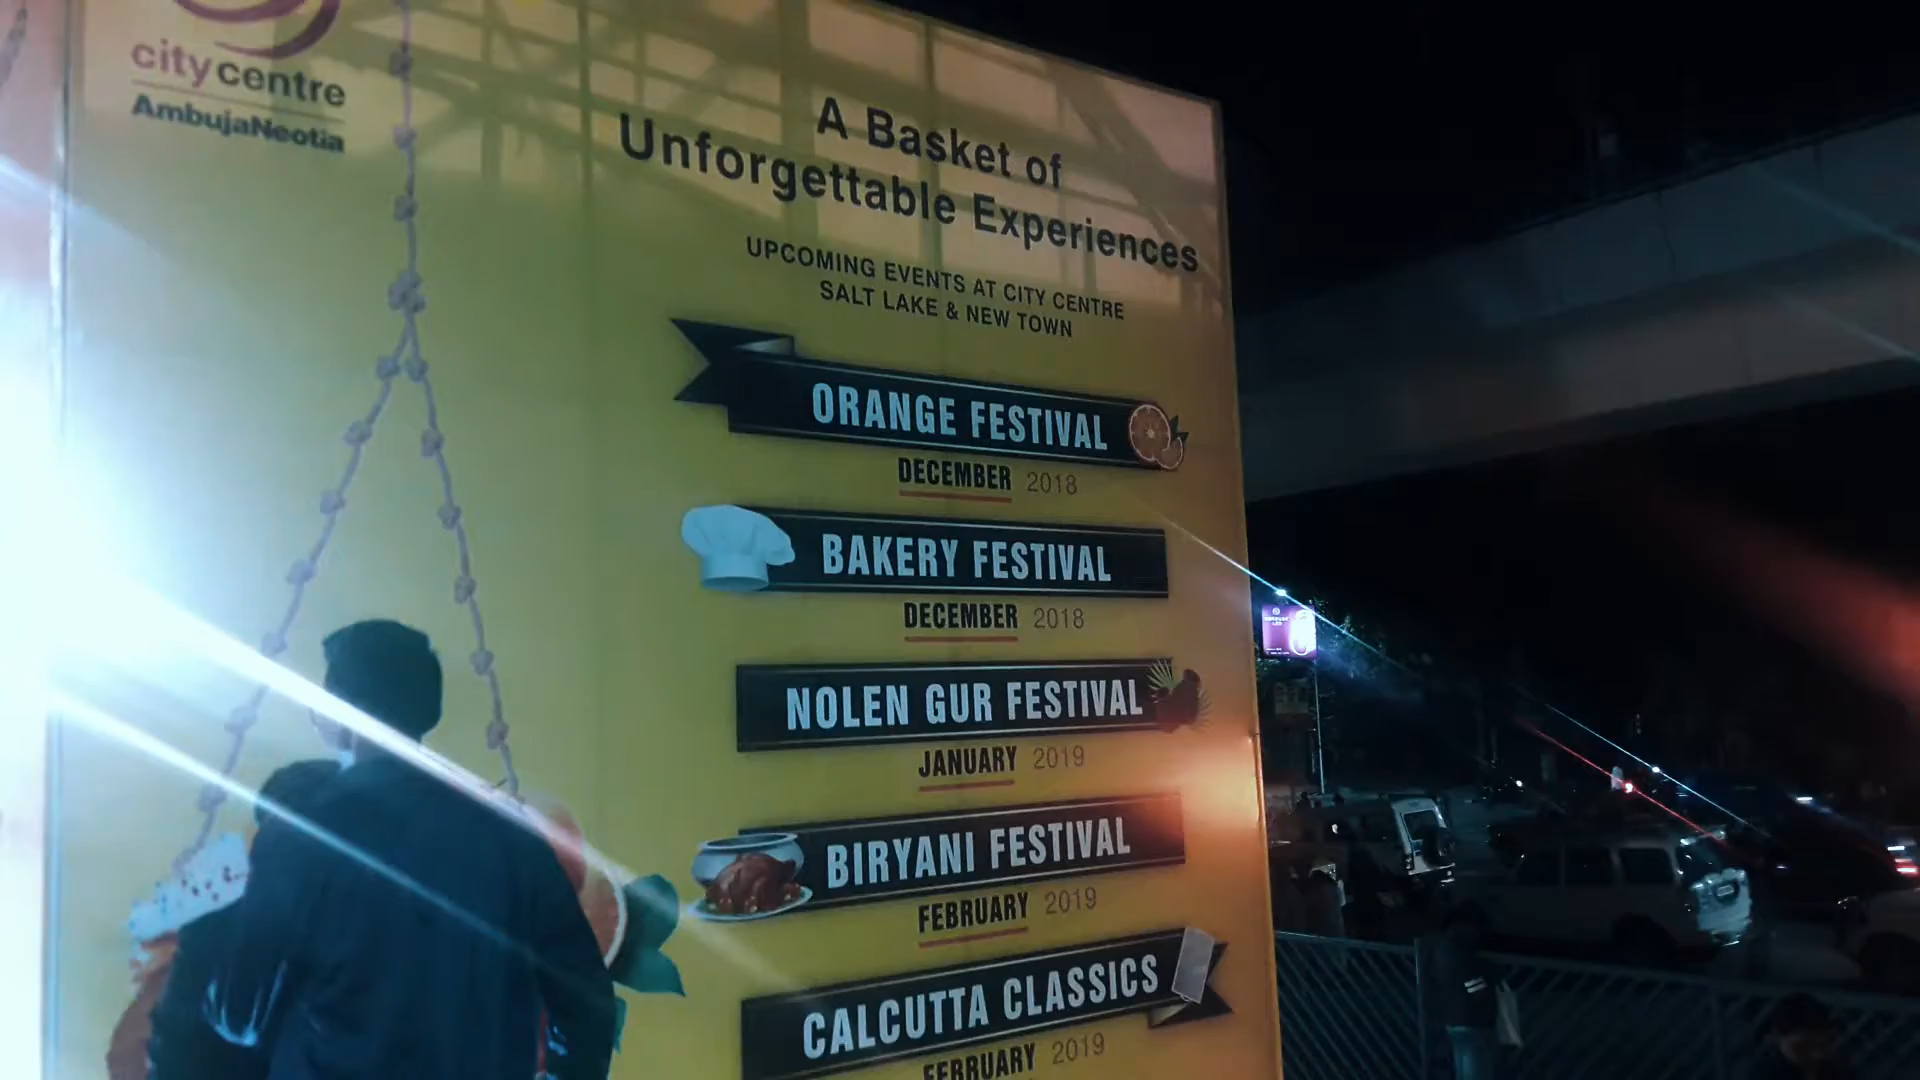 city centre
AmbujaNeotia
A Basket of
Unforgettable Experiences
UPCOMING EVENTS AT CITY CENTRE
SALT LAKE & NEW TOWN
ORANGE FESTIVAL
DECEMBER 2018
BAKERY FESTIVAL
DECEMBER 2018
NOLEN GUR FESTIVAL
JANUARY 2019
BIRYANI FESTIVAL
FEBRUARY 2019
CALCUTTA CLASSICS
FEBRUARY 2019